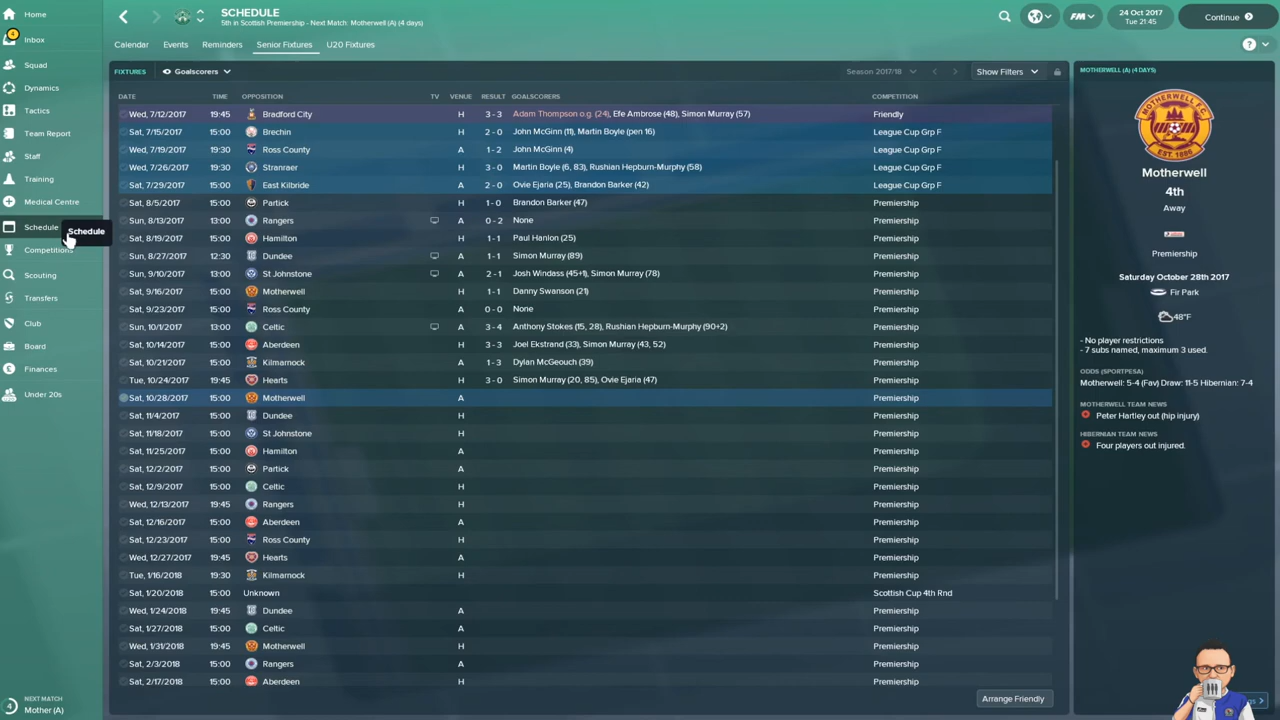 Home
4
Inbox
Squad
Dynamics
Tactics
Team Report
Staff
Training
Medical Centre
Schedule
Schedule
Competitions
Scouting
Transfers
Club
Board
Finances
Under 20s
4
NEXT MATCH
Mother (A)
SCHEDULE
5th in Scottish Premiership - Next Match: Motherwell (A) (4 days)
FM
24 Oct 2017
Tue 21:45
Continue
Calendar Events Reminders Senior Fixtures U20 Fixtures
?
FIXTURES Goalscorers Season 2017/18 Show Filters
DATE TIME OPPOSITION TV VENUE RESULT GOALSCORERS COMPETITION
Wed, 7/12/2017 19:45 Bradford City H 3 - 3 Adam Thompson o.g. (24), Efe Ambrose (48), Simon Murray (57) Friendly
Sat, 7/15/2017 15:00 Brechin H 2 - 0 John McGinn (11), Martin Boyle (pen 16) League Cup Grp F
Wed, 7/19/2017 19:30 Ross County A 1 - 2 John McGinn (4) League Cup Grp F
Wed, 7/26/2017 19:30 Stranraer H 3 - 0 Martin Boyle (6, 83), Rushian Hepburn-Murphy (58) League Cup Grp F
Sat, 7/29/2017 15:00 East Kilbride A 2 - 0 Ovie Ejaria (25), Brandon Barker (42) League Cup Grp F
Sat, 8/5/2017 15:00 Partick H 1 - 0 Brandon Barker (47) Premiership
Sun, 8/13/2017 13:00 Rangers A 0 - 2 None Premiership
Sat, 8/19/2017 15:00 Hamilton H 1 - 1 Paul Hanlon (25) Premiership
Sun, 8/27/2017 12:30 Dundee A 1 - 1 Simon Murray (89) Premiership
Sun, 9/10/2017 13:00 St Johnstone A 2 - 1 Josh Windass (45+1), Simon Murray (78) Premiership
Sat, 9/16/2017 15:00 Motherwell H 1 - 1 Danny Swanson (21) Premiership
Sat, 9/23/2017 15:00 Ross County A 0 - 0 None Premiership
Sun, 10/1/2017 13:00 Celtic A 3 - 4 Anthony Stokes (15, 28), Rushian Hepburn-Murphy (90+2) Premiership
Sat, 10/14/2017 15:00 Aberdeen H 3 - 3 Joel Ekstrand (33), Simon Murray (43, 52) Premiership
Sat, 10/21/2017 15:00 Kilmarnock A 1 - 3 Dylan McGeouch (39) Premiership
Tue, 10/24/2017 19:45 Hearts H 3 - 0 Simon Murray (20, 85), Ovie Ejaria (47) Premiership
Sat, 10/28/2017 15:00 Motherwell A Premiership
Sat, 11/4/2017 15:00 Dundee H Premiership
Sat, 11/18/2017 15:00 St Johnstone H Premiership
Sat, 11/25/2017 15:00 Hamilton A Premiership
Sat, 12/2/2017 15:00 Partick A Premiership
Sat, 12/9/2017 15:00 Celtic H Premiership
Wed, 12/13/2017 19:45 Rangers H Premiership
Sat, 12/16/2017 15:00 Aberdeen A Premiership
Sat, 12/23/2017 15:00 Ross County H Premiership
Wed, 12/27/2017 19:45 Hearts A Premiership
Tue, 1/16/2018 19:30 Kilmarnock H Premiership
Sat, 1/20/2018 15:00 Unknown Scottish Cup 4th Rnd
Wed, 1/24/2018 19:45 Dundee A Premiership
Sat, 1/27/2018 15:00 Celtic A Premiership
Wed, 1/31/2018 19:45 Motherwell H Premiership
Sat, 2/3/2018 15:00 Rangers A Premiership
Sat, 2/17/2018 15:00 Aberdeen H Premiership
Arrange Friendly
MOTHERWELL (A) (4 DAYS)
MOTHERWELL F.C.
EST. 1886
Motherwell
4th
Away
Premiership
Saturday October 28th 2017
Fir Park
48°F
- No player restrictions
- 7 subs named, maximum 3 used.
ODDS (SPORTPESA)
Motherwell: 5-4 (Fav) Draw: 11-5 Hibernian: 7-4
MOTHERWELL TEAM NEWS
Peter Hartley out (hip injury)
HIBERNIAN TEAM NEWS
Four players out injured.